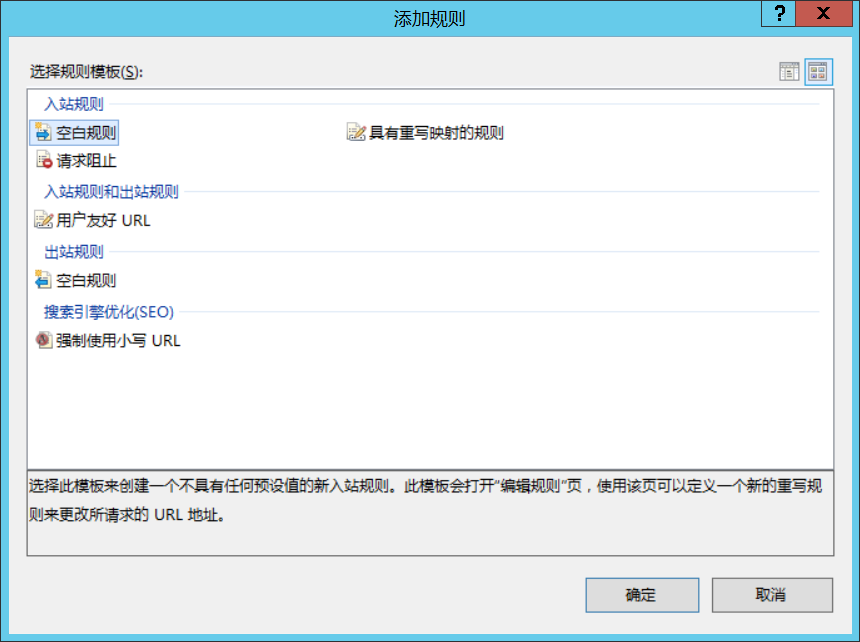 添加规则
选择规则模板(S):
入站规则
空白规则 具有重写映射的规则
请求阻止
入站规则和出站规则
用户友好 URL
出站规则
空白规则
搜索引擎优化(SEO)
强制使用小写 URL
选择此模板来创建一个不具有任何预设值的新入站规则。此模板会打开"编辑规则"页，使用该页可以定义一个新的重写规
则来更改所请求的 URL 地址。
确定 取消